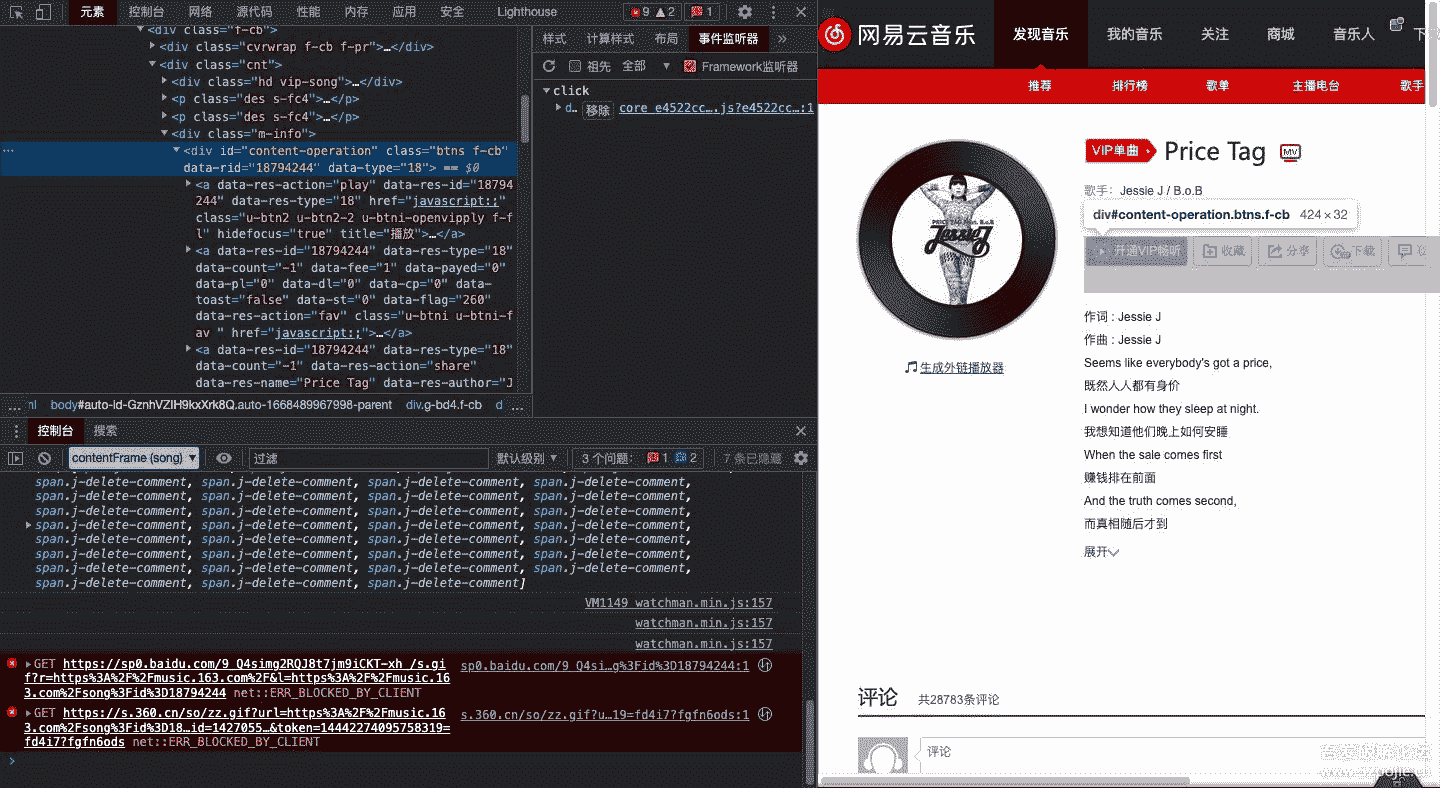 元素 控制台 网络 源代码 性能 内存 应用 安全 Lighthouse 9 2 1
<div class="f-cb">
<div class="cvrwrap f-cb f-pr">…</div>
<div class="cnt">
<div class="hd vip-song">…</div>
<p class="des s-fc4">…</p>
<p class="des s-fc4">…</p>
<div class="m-info">
<div id="content-operation" class="btns f-cb"
data-rid="18794244" data-type="18"> == $0
<a data-res-action="play" data-res-id="18794
244" data-res-type="18" href="javascript:;"
class="u-btn2 u-btn2-2 u-btni-openvipply f-f
l" hidefocus="true" title="播放">…</a>
<a data-res-id="18794244" data-res-type="18"
data-count="-1" data-fee="1" data-payed="0"
data-pl="0" data-dl="0" data-cp="0" data-
toast="false" data-st="0" data-flag="260"
data-res-action="fav" class="u-btni u-btni-f
av " href="javascript:;">…</a>
<a data-res-id="18794244" data-res-type="18"
data-count="-1" data-res-action="share"
data-res-name="Price Tag" data-res-author="J
… nl body#auto-id-GznhVZIH9kxXrk8Q.auto-1668489967998-parent div.g-bd4.f-cb d …
样式 计算样式 布局 事件监听器 »
祖先 全部 Framework监听器
click
d… 移除 core_e4522cc….js?e4522cc…:1
控制台 搜索
contentFrame (song) 过滤 默认级别 3 个问题: 1 2 7 条已隐藏
span.j-delete-comment, span.j-delete-comment, span.j-delete-comment, span.j-delete-comment,
span.j-delete-comment, span.j-delete-comment, span.j-delete-comment, span.j-delete-comment,
span.j-delete-comment, span.j-delete-comment, span.j-delete-comment, span.j-delete-comment,
span.j-delete-comment, span.j-delete-comment, span.j-delete-comment, span.j-delete-comment,
span.j-delete-comment, span.j-delete-comment, span.j-delete-comment, span.j-delete-comment,
span.j-delete-comment, span.j-delete-comment, span.j-delete-comment, span.j-delete-comment,
span.j-delete-comment, span.j-delete-comment, span.j-delete-comment, span.j-delete-comment,
span.j-delete-comment, span.j-delete-comment, span.j-delete-comment]
VM1149 watchman.min.js:157
watchman.min.js:157
watchman.min.js:157
GET https://sp0.baidu.com/9_Q4simg2RQJ8t7jm9iCKT-xh_/s.gi sp0.baidu.com/9_Q4si…g%3Fid%3D18794244:1
f?r=https%3A%2F%2Fmusic.163.com%2F&l=https%3A%2F%2Fmusic.16
3.com%2Fsong%3Fid%3D18794244 net::ERR_BLOCKED_BY_CLIENT
GET https://s.360.cn/so/zz.gif?url=https%3A%2F%2Fmusic.16 s.360.cn/so/zz.gif?u…19=fd4i7?fgfn6ods:1
3.com%2Fsong%3Fid%3D18…id=1427055…&token=14442274095758319=
fd4i7?fgfn6ods net::ERR_BLOCKED_BY_CLIENT
网易云音乐 发现音乐 我的音乐 关注 商城 音乐人 下
推荐 排行榜 歌单 主播电台 歌手
VIP单曲 Price Tag MV
歌手: Jessie J / B.o.B
div#content-operation.btns.f-cb 424 × 32
开通VIP畅听 收藏 分享 下载
JessieJ
生成外链播放器
作词 : Jessie J
作曲 : Jessie J
Seems like everybody's got a price,
既然人人都有身价
I wonder how they sleep at night.
我想知道他们晚上如何安睡
When the sale comes first
赚钱排在前面
And the truth comes second,
而真相随后才到
展开
评论 共28783条评论
评论